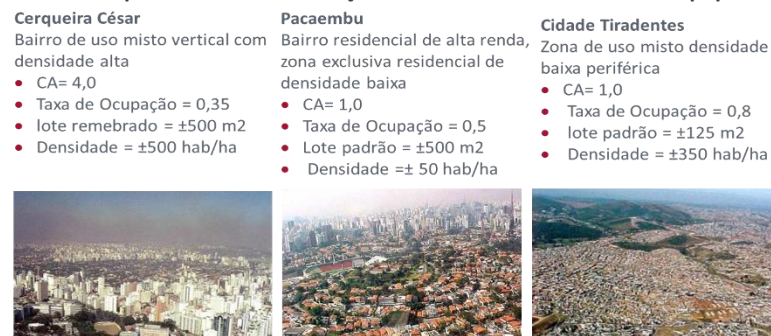 Cerqueira César
Bairro de uso misto vertical com
densidade alta
• CA= 4,0
• Taxa de Ocupação = 0,35
• lote remebrado = ±500 m2
• Densidade = ±500 hab/ha
Pacaembu
Bairro residencial de alta renda,
zona exclusiva residencial de
densidade baixa
• CA= 1,0
• Taxa de Ocupação = 0,5
• Lote padrão = ±500 m2
• Densidade =± 50 hab/ha
Cidade Tiradentes
Zona de uso misto densidade
baixa periférica
• CA= 1,0
• Taxa de Ocupação = 0,8
• lote padrão = ±125 m2
• Densidade = ±350 hab/ha